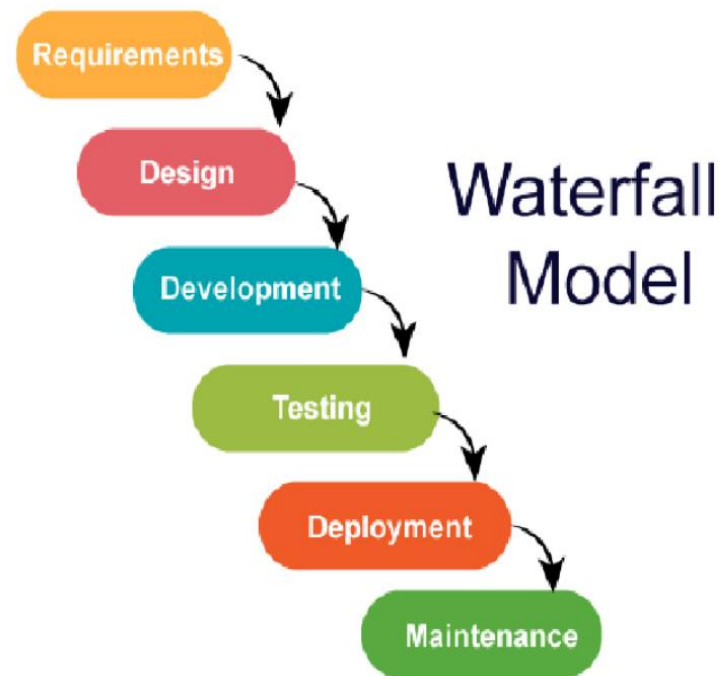 Requirements
Design
Waterfall
Model
Development
Testing
Deployment
Maintenance